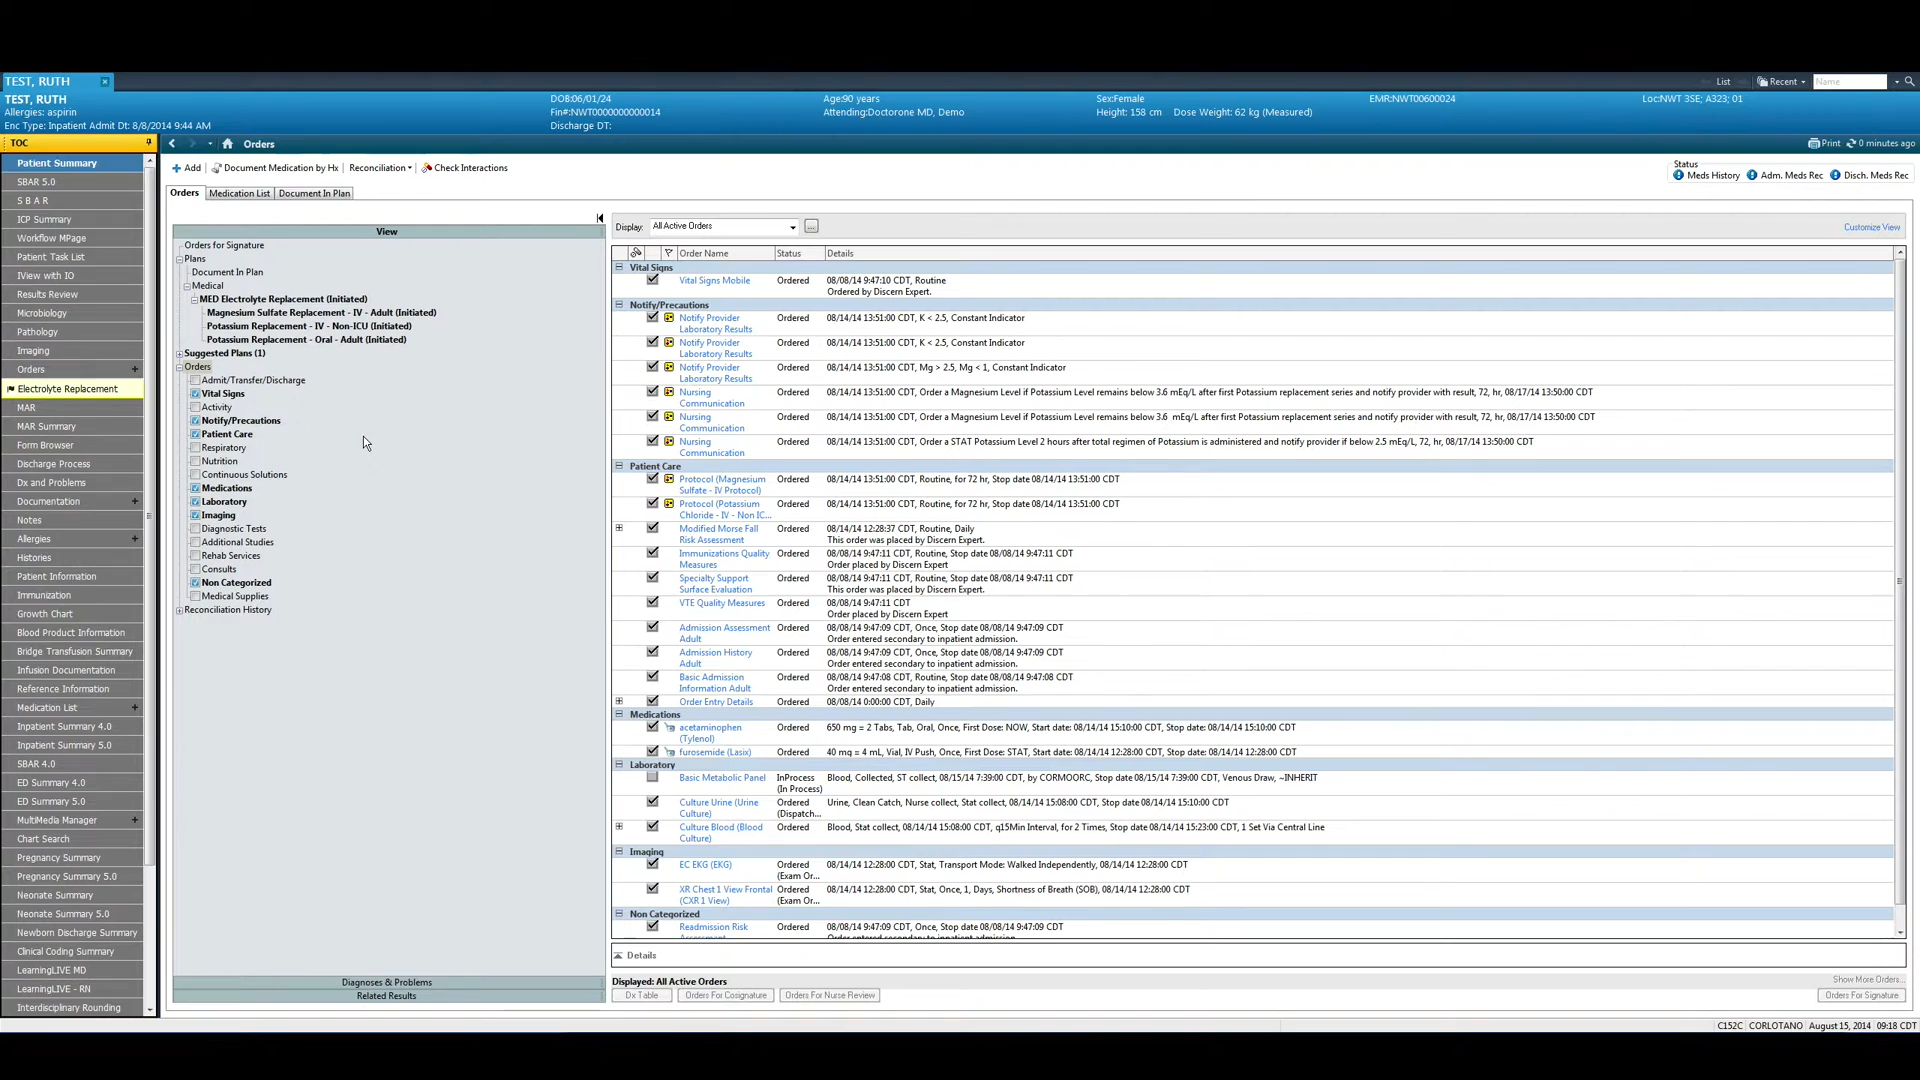 TEST, RUTH
List
Recent
Name
TEST, RUTH
Allergies: aspirin
Enc Type: Inpatient Admit Dt: 8/8/2014 9:44 AM
DOB:06/01/24
Fin#:NWT0000000000014
Discharge DT:
Age:90 years
Attending:Doctorone MD, Demo
Sex:Female
Height: 158 cm Dose Weight: 62 kg (Measured)
EMR:NWT00600024
Loc:NWT 3SE; A323; 01
TOC
Patient Summary
SBAR 5.0
S B A R
ICP Summary
Workflow MPage
Patient Task List
IView with IO
Results Review
Microbiology
Pathology
Imaging
Orders +
Electrolyte Replacement
MAR
MAR Summary
Form Browser
Discharge Process
Dx and Problems
Documentation +
Notes
Allergies +
Histories
Patient Information
Immunization
Growth Chart
Blood Product Information
Bridge Transfusion Summary
Infusion Documentation
Reference Information
Medication List +
Inpatient Summary 4.0
Inpatient Summary 5.0
SBAR 4.0
ED Summary 4.0
ED Summary 5.0
MultiMedia Manager +
Chart Search
Pregnancy Summary
Pregnancy Summary 5.0
Neonate Summary
Neonate Summary 5.0
Newborn Discharge Summary
Clinical Coding Summary
LearningLIVE MD
LearningLIVE - RN
Interdisciplinary Rounding
Orders
Print
0 minutes ago
+ Add
Document Medication by Hx
Reconciliation
Check Interactions
Status
Meds History
Adm. Meds Rec
Disch. Meds Rec
Orders
Medication List
Document In Plan
View
Orders for Signature
Plans
Document In Plan
Medical
MED Electrolyte Replacement (Initiated)
Magnesium Sulfate Replacement - IV - Adult (Initiated)
Potassium Replacement - IV - Non-ICU (Initiated)
Potassium Replacement - Oral - Adult (Initiated)
Suggested Plans (1)
Orders
Admit/Transfer/Discharge
Vital Signs
Activity
Notify/Precautions
Patient Care
Respiratory
Nutrition
Continuous Solutions
Medications
Laboratory
Imaging
Diagnostic Tests
Additional Studies
Rehab Services
Consults
Non Categorized
Medical Supplies
Reconciliation History
Diagnoses & Problems
Related Results
Display: All Active Orders ...
Customize View
Order Name Status Details
Vital Signs
Vital Signs Mobile Ordered 08/08/14 9:47:10 CDT, Routine
Ordered by Discern Expert.
Notify/Precautions
Notify Provider Ordered 08/14/14 13:51:00 CDT, K < 2.5, Constant Indicator
Laboratory Results
Notify Provider Ordered 08/14/14 13:51:00 CDT, K < 2.5, Constant Indicator
Laboratory Results
Notify Provider Ordered 08/14/14 13:51:00 CDT, Mg > 2.5, Mg < 1, Constant Indicator
Laboratory Results
Nursing Ordered 08/14/14 13:51:00 CDT, Order a Magnesium Level if Potassium Level remains below 3.6 mEq/L after first Potassium replacement series and notify provider with result, 72, hr, 08/17/14 13:50:00 CDT
Communication
Nursing Ordered 08/14/14 13:51:00 CDT, Order a Magnesium Level if Potassium Level remains below 3.6 mEq/L after first Potassium replacement series and notify provider with result, 72, hr, 08/17/14 13:50:00 CDT
Communication
Nursing Ordered 08/14/14 13:51:00 CDT, Order a STAT Potassium Level 2 hours after total regimen of Potassium is administered and notify provider if below 2.5 mEq/L, 72, hr, 08/17/14 13:50:00 CDT
Communication
Patient Care
Protocol (Magnesium Ordered 08/14/14 13:51:00 CDT, Routine, for 72 hr, Stop date 08/14/14 13:51:00 CDT
Sulfate - IV Protocol)
Protocol (Potassium Ordered 08/14/14 13:51:00 CDT, Routine, for 72 hr, Stop date 08/14/14 13:51:00 CDT
Chloride - IV - Non IC...
Modified Morse Fall Ordered 08/14/14 12:28:37 CDT, Routine, Daily
Risk Assessment This order was placed by Discern Expert.
Immunizations Quality Ordered 08/08/14 9:47:11 CDT, Routine, Stop date 08/08/14 9:47:11 CDT
Measures Order placed by Discern Expert
Specialty Support Ordered 08/08/14 9:47:11 CDT, Routine, Stop date 08/08/14 9:47:11 CDT
Surface Evaluation This order was placed by Discern Expert.
VTE Quality Measures Ordered 08/08/14 9:47:11 CDT
Order placed by Discern Expert
Admission Assessment Ordered 08/08/14 9:47:09 CDT, Once, Stop date 08/08/14 9:47:09 CDT
Adult Order entered secondary to inpatient admission.
Admission History Ordered 08/08/14 9:47:09 CDT, Once, Stop date 08/08/14 9:47:09 CDT
Adult Order entered secondary to inpatient admission.
Basic Admission Ordered 08/08/14 9:47:08 CDT, Routine, Stop date 08/08/14 9:47:08 CDT
Information Adult Order entered secondary to inpatient admission.
Order Entry Details Ordered 08/08/14 0:00:00 CDT, Daily
Medications
acetaminophen Ordered 650 mg = 2 Tabs, Tab, Oral, Once, First Dose: NOW, Start date: 08/14/14 15:10:00 CDT, Stop date: 08/14/14 15:10:00 CDT
(Tylenol)
furosemide (Lasix) Ordered 40 mg = 4 mL, Vial, IV Push, Once, First Dose: STAT, Start date: 08/14/14 12:28:00 CDT, Stop date: 08/14/14 12:28:00 CDT
Laboratory
Basic Metabolic Panel InProcess Blood, Collected, ST collect, 08/15/14 7:39:00 CDT, by CORMOORC, Stop date 08/15/14 7:39:00 CDT, Venous Draw, ~INHERIT
(In Process)
Culture Urine (Urine Ordered Urine, Clean Catch, Nurse collect, Stat collect, 08/14/14 15:08:00 CDT, Stop date 08/14/14 15:10:00 CDT
Culture) (Dispatch...
Culture Blood (Blood Ordered Blood, Stat collect, 08/14/14 15:08:00 CDT, q15Min Interval, for 2 Times, Stop date 08/14/14 15:23:00 CDT, 1 Set Via Central Line
Culture)
Imaging
EC EKG (EKG) Ordered 08/14/14 12:28:00 CDT, Stat, Transport Mode: Walked Independently, 08/14/14 12:28:00 CDT
(Exam Or...
XR Chest 1 View Frontal Ordered 08/14/14 12:28:00 CDT, Stat, Once, 1, Days, Shortness of Breath (SOB), 08/14/14 12:28:00 CDT
(CXR 1 View) (Exam Or...
Non Categorized
Readmission Risk Ordered 08/08/14 9:47:09 CDT, Once, Stop date 08/08/14 9:47:09 CDT
Assessment Order entered secondary to inpatient admission.
Details
Displayed: All Active Orders
Show More Orders...
Dx Table
Orders For Cosignature
Orders For Nurse Review
Orders For Signature
C152C CORLOTANO August 15, 2014 09:18 CDT